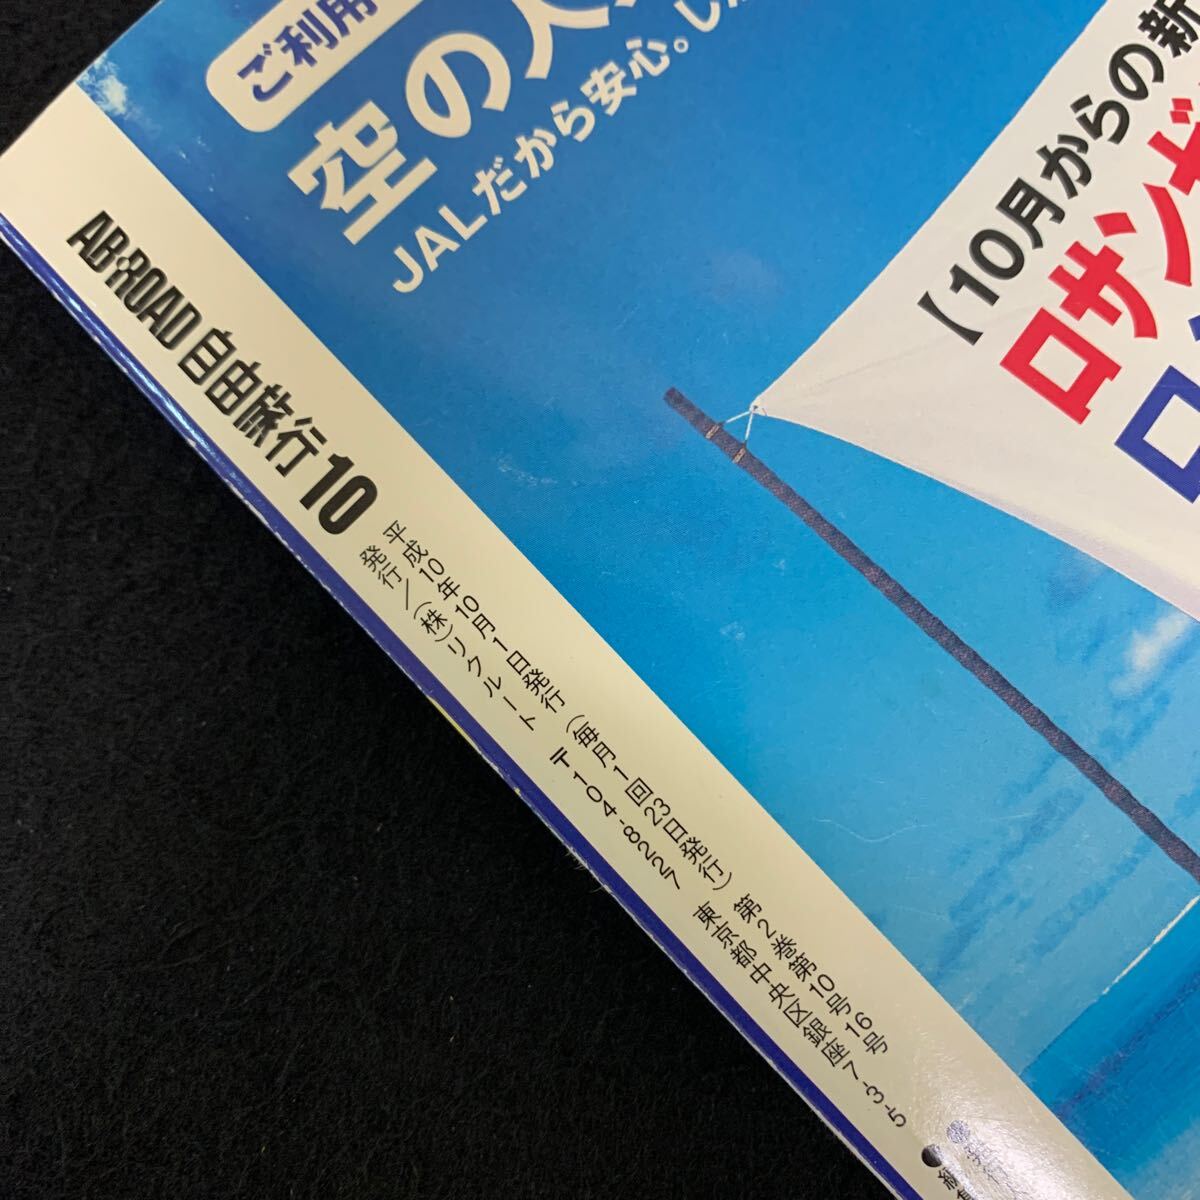 ご利用
空の人
JALだから安心。し
【10月からの新
ロサンゼ
ロ
AB・ROAD 自由旅行 10
平成10年10月1日発行(毎月1回23日発行) 第2巻第10号16号
発行/(株)リクルート 〒104-8227 東京都中央区銀座7-3-5